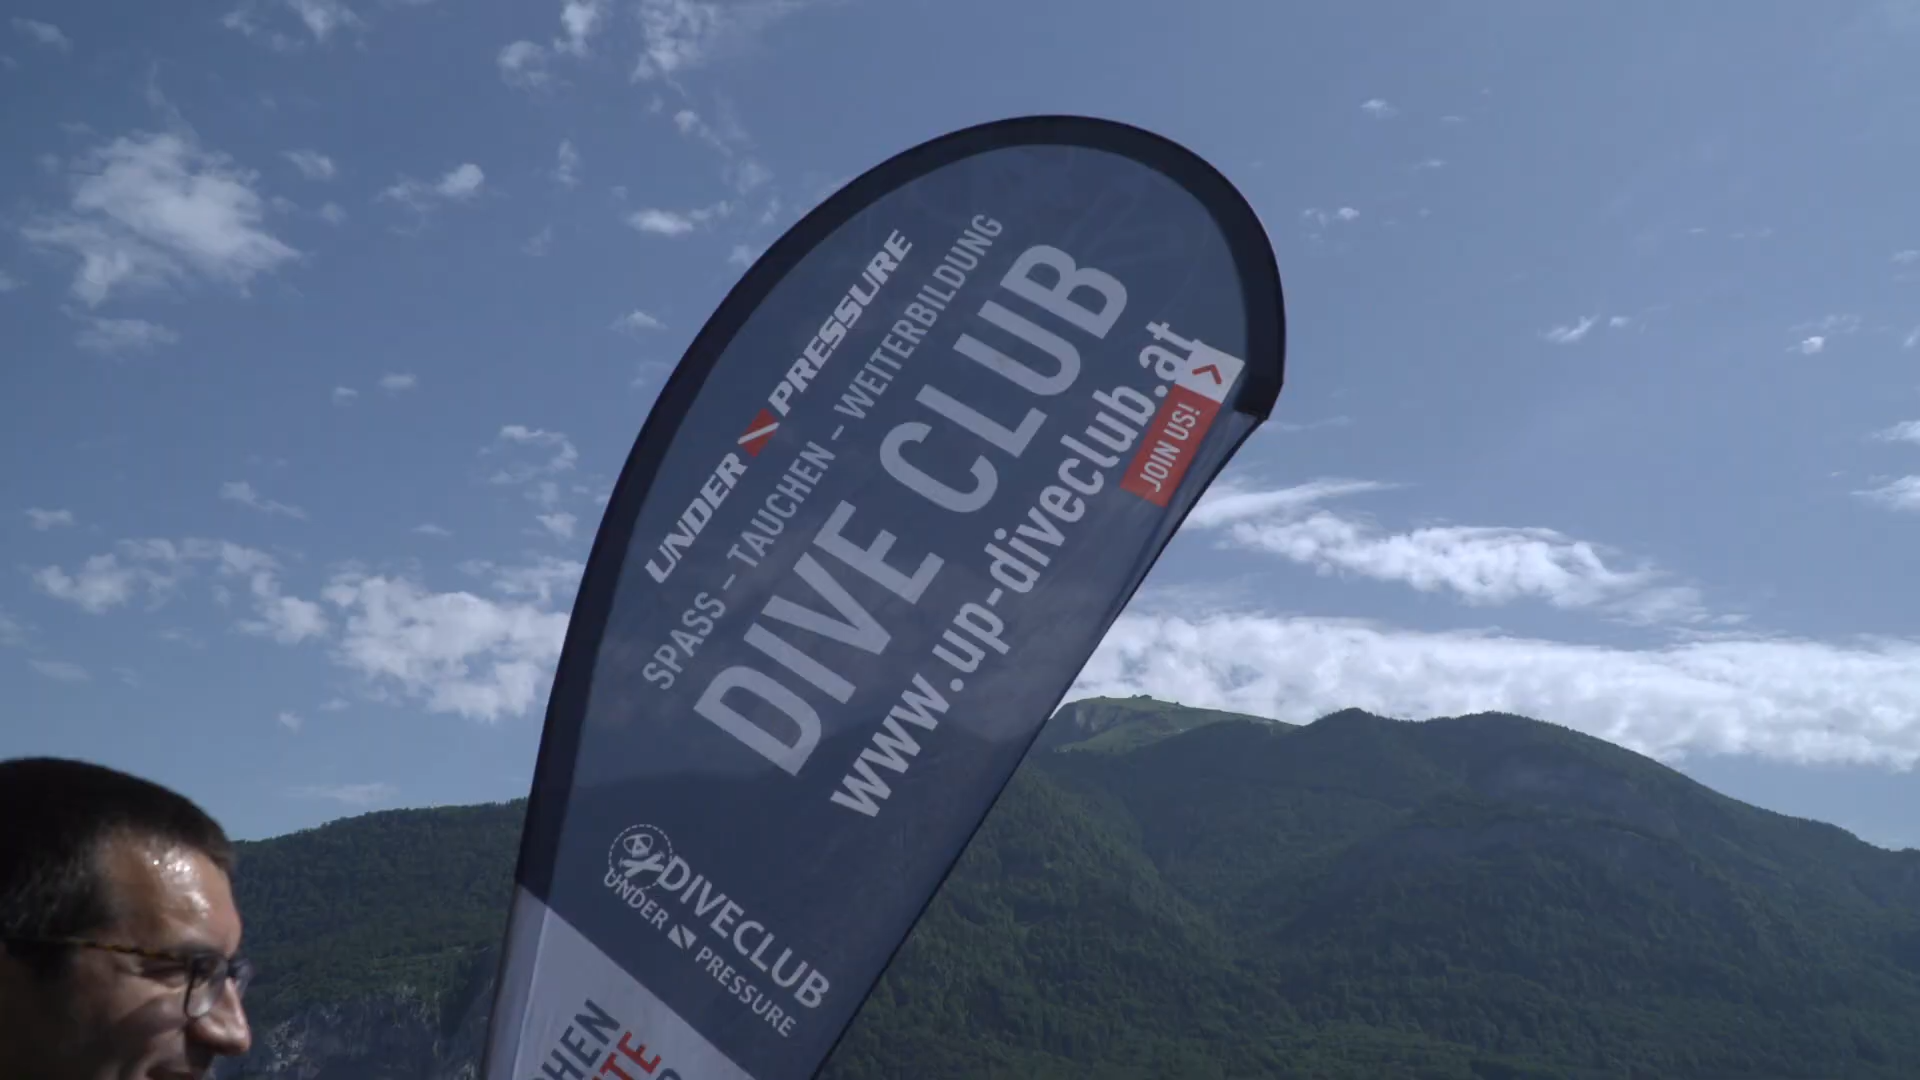 UNDER PRESSURE
SPASS – TAUCHEN – WEITERBILDUNG
DIVE CLUB
www.up-diveclub.at
JOIN US! >
DIVECLUB
UNDER PRESSURE